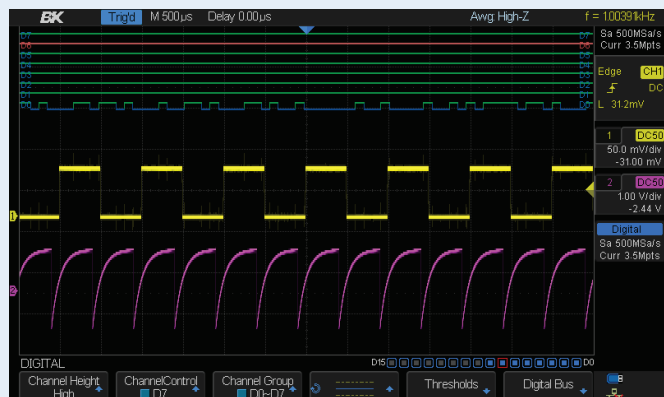 BK Trig'd M 500µs Delay 0.00µs Awg: High-Z f = 1.00391kHz
Sa 500MSa/s
Curr 3.5Mpts
Edge CH1
DC
L 31.2mV
1 DC50
50.0 mV/div
-31.00 mV
2 DC50
1.00 V/div
-2.44 V
Digital
Sa 500MSa/s
Curr 3.5Mpts
D7 D7
D6 D6
D5 D5
D4 D4
D3 D3
D2 D2
D1 D1
D0 D0
1
2
DIGITAL D15 D0
Channel Height
High
ChannelControl
D7
Channel Group
D0~D7
Thresholds
Digital Bus